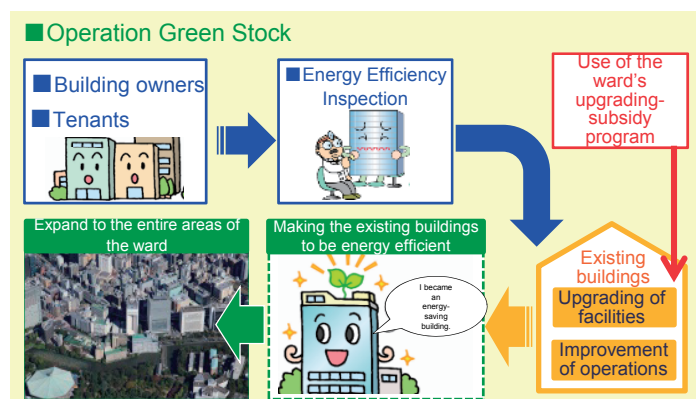 ■Operation Green Stock
■Building owners
■Tenants
■Energy Efficiency
Inspection
Use of the
ward's
upgrading-
subsidy
program
Existing
buildings
Upgrading of
facilities
Improvement
of operations
Making the existing buildings
to be energy efficient
I became
an
energy-
saving
building.
Expand to the entire areas of
the ward